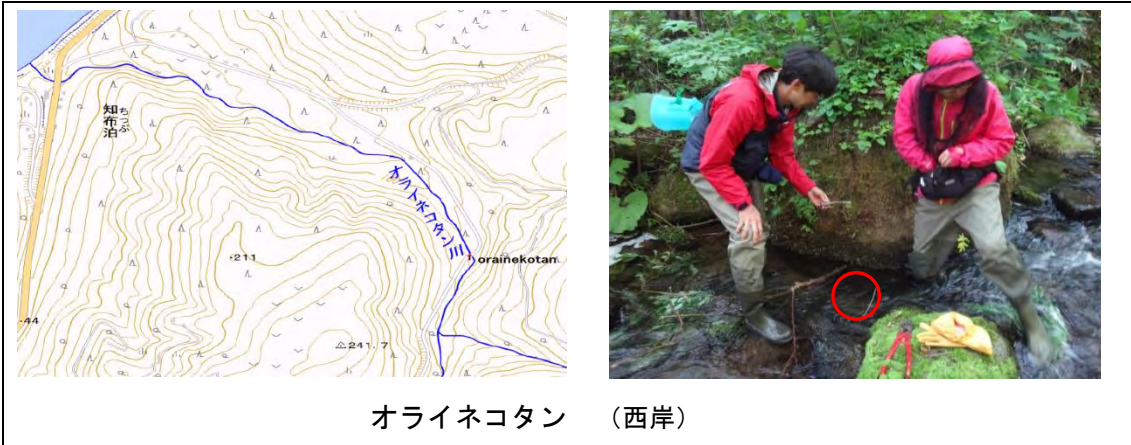 ちっぷ
知布泊
オライネコタン川
orainekotan
211
44
241.7
オライネコタン (西岸)